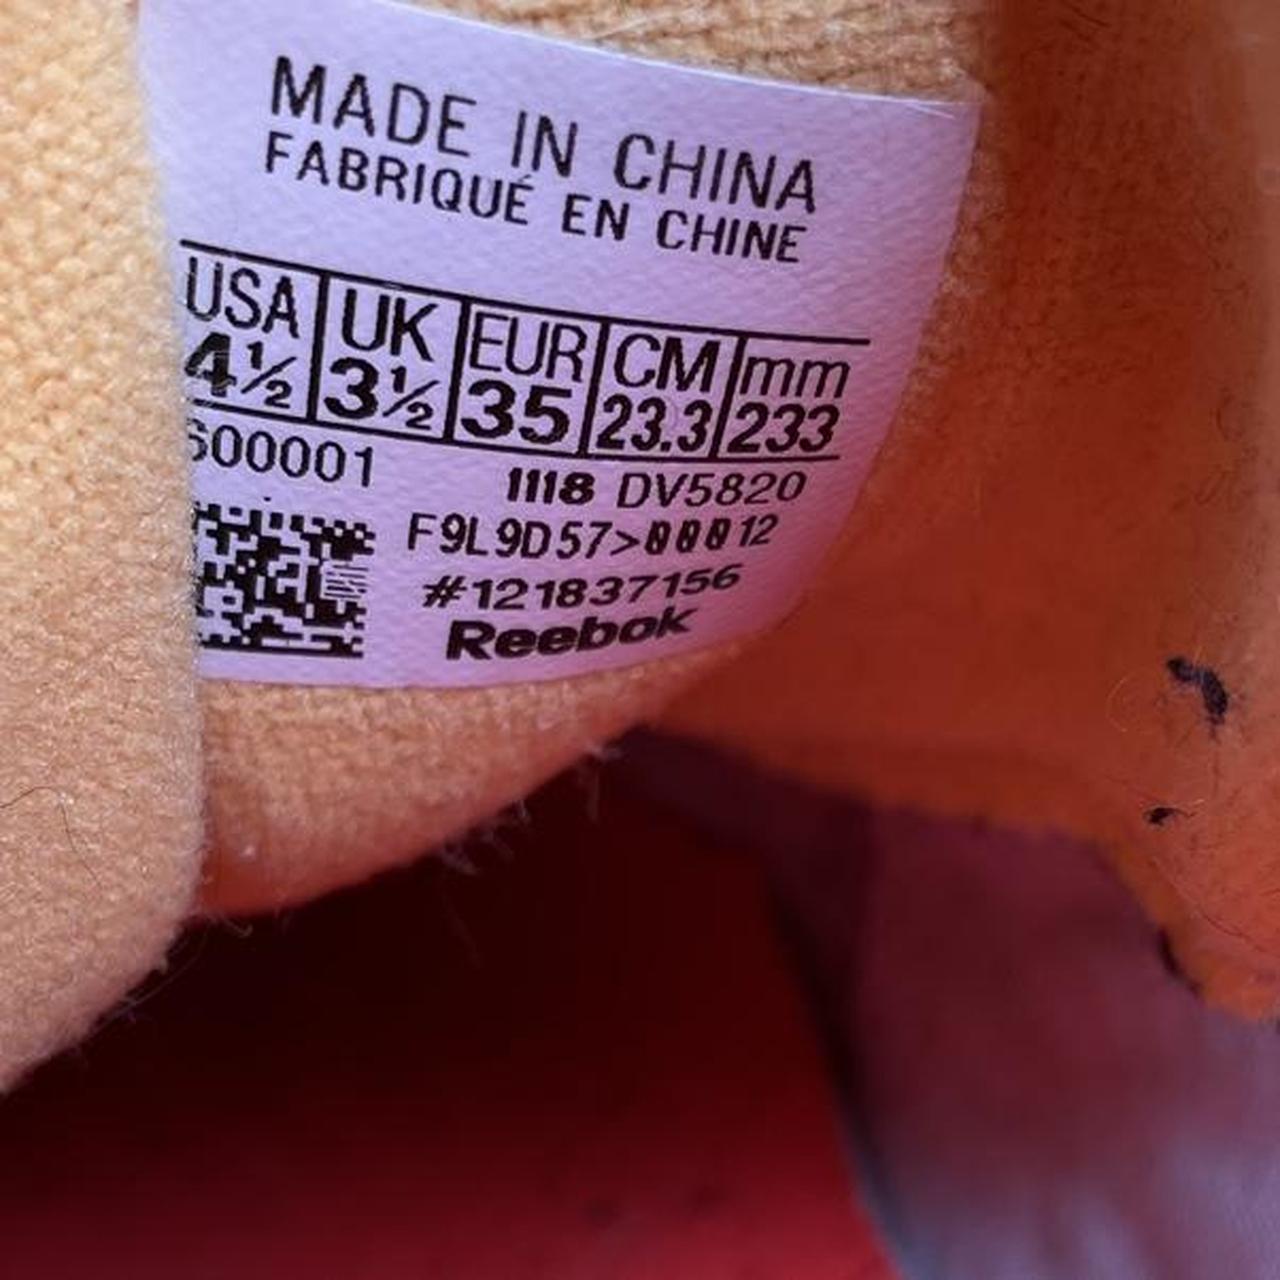 MADE IN CHINA
FABRIQUÉ EN CHINE
USA UK EUR CM mm
4½ 3½ 35 23.3 233
600001 1118 DV5820
F9L9D57>00012
#121837156
Reebok